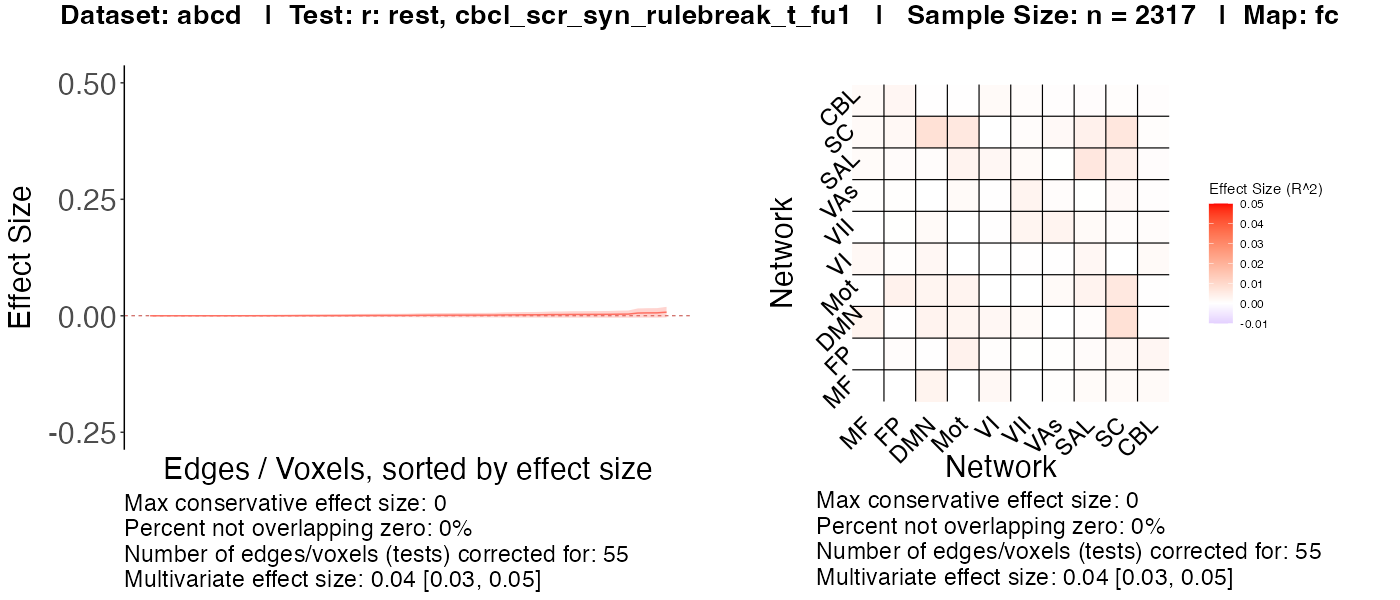 Dataset: abcd | Test: r: rest, cbcl_scr_syn_rulebreak_t_fu1 | Sample Size: n = 2317 | Map: fc
Effect Size
0.50
0.25
0.00
-0.25
Edges / Voxels, sorted by effect size
Max conservative effect size: 0
Percent not overlapping zero: 0%
Number of edges/voxels (tests) corrected for: 55
Multivariate effect size: 0.04 [0.03, 0.05]
Network
CBL
SC
SAL
VAs
VII
VI
Mot
DMN
FP
MF
MF
FP
DMN
Mot
VI
VII
VAs
SAL
SC
CBL
Network
Effect Size (R^2)
0.05
0.04
0.03
0.02
0.01
0.00
-0.01
Max conservative effect size: 0
Percent not overlapping zero: 0%
Number of edges/voxels (tests) corrected for: 55
Multivariate effect size: 0.04 [0.03, 0.05]